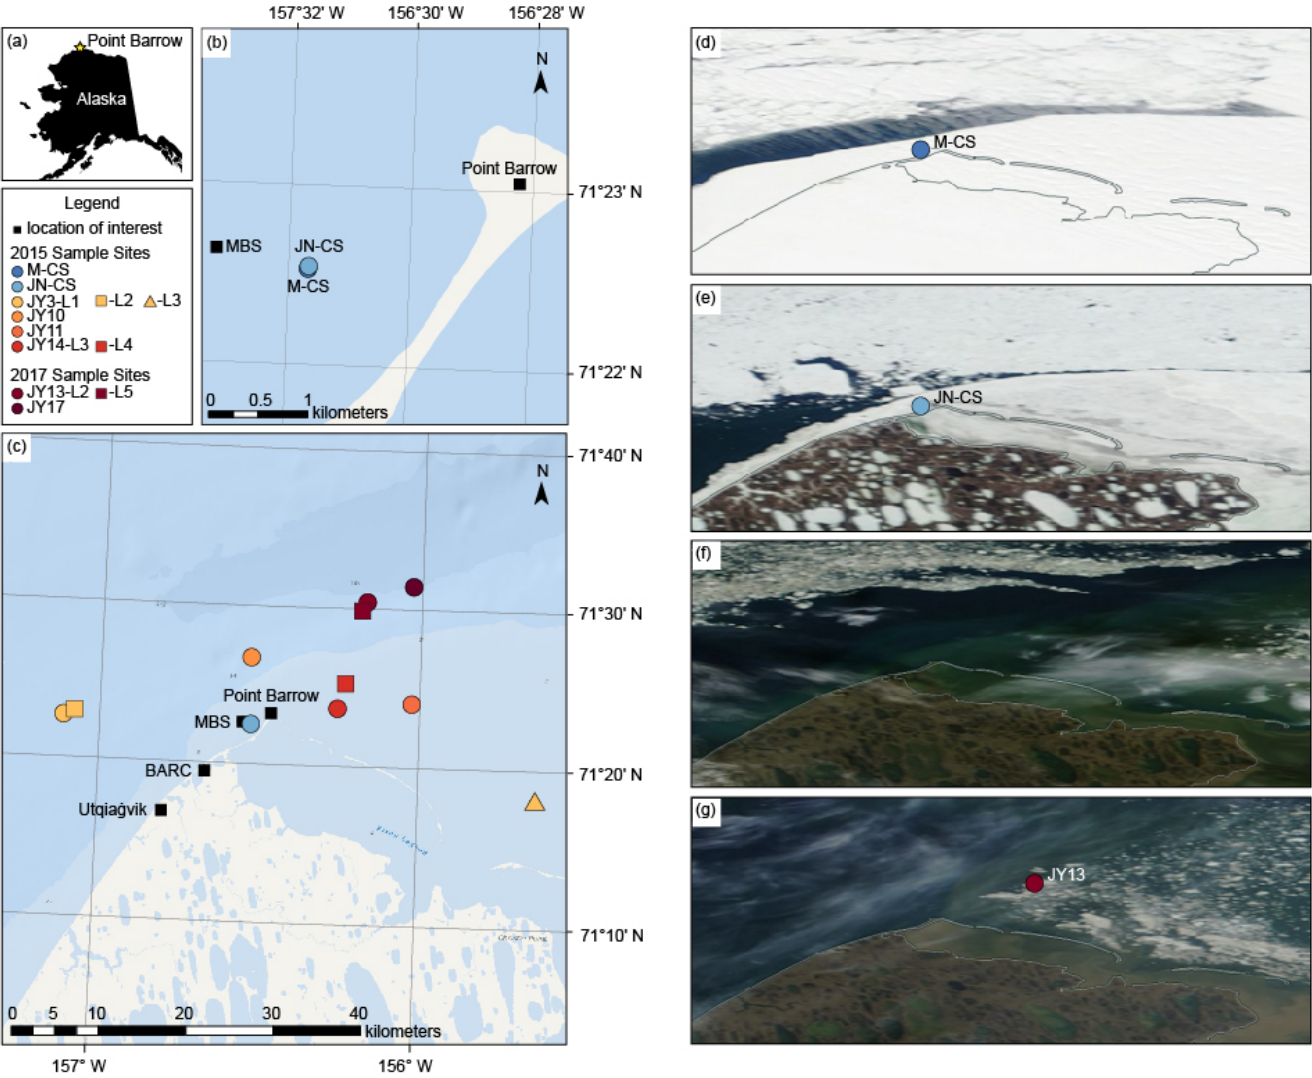 (a)
Point Barrow
Alaska
Legend
location of interest
2015 Sample Sites
M-CS
JN-CS
JY3-L1 -L2 -L3
JY10
JY11
JY14-L3 -L4
2017 Sample Sites
JY13-L2 -L5
JY17
157°32' W 156°30' W 156°28' W
(b)
N
Point Barrow
71°23' N
MBS
JN-CS
M-CS
71°22' N
0 0.5 1
kilometers
(c)
71°40' N
N
71°30' N
Point Barrow
MBS
BARC
71°20' N
Utqiaġvik
71°10' N
0 5 10 20 30 40
kilometers
157° W 156° W
(d)
M-CS
(e)
JN-CS
(f)
(g)
JY13